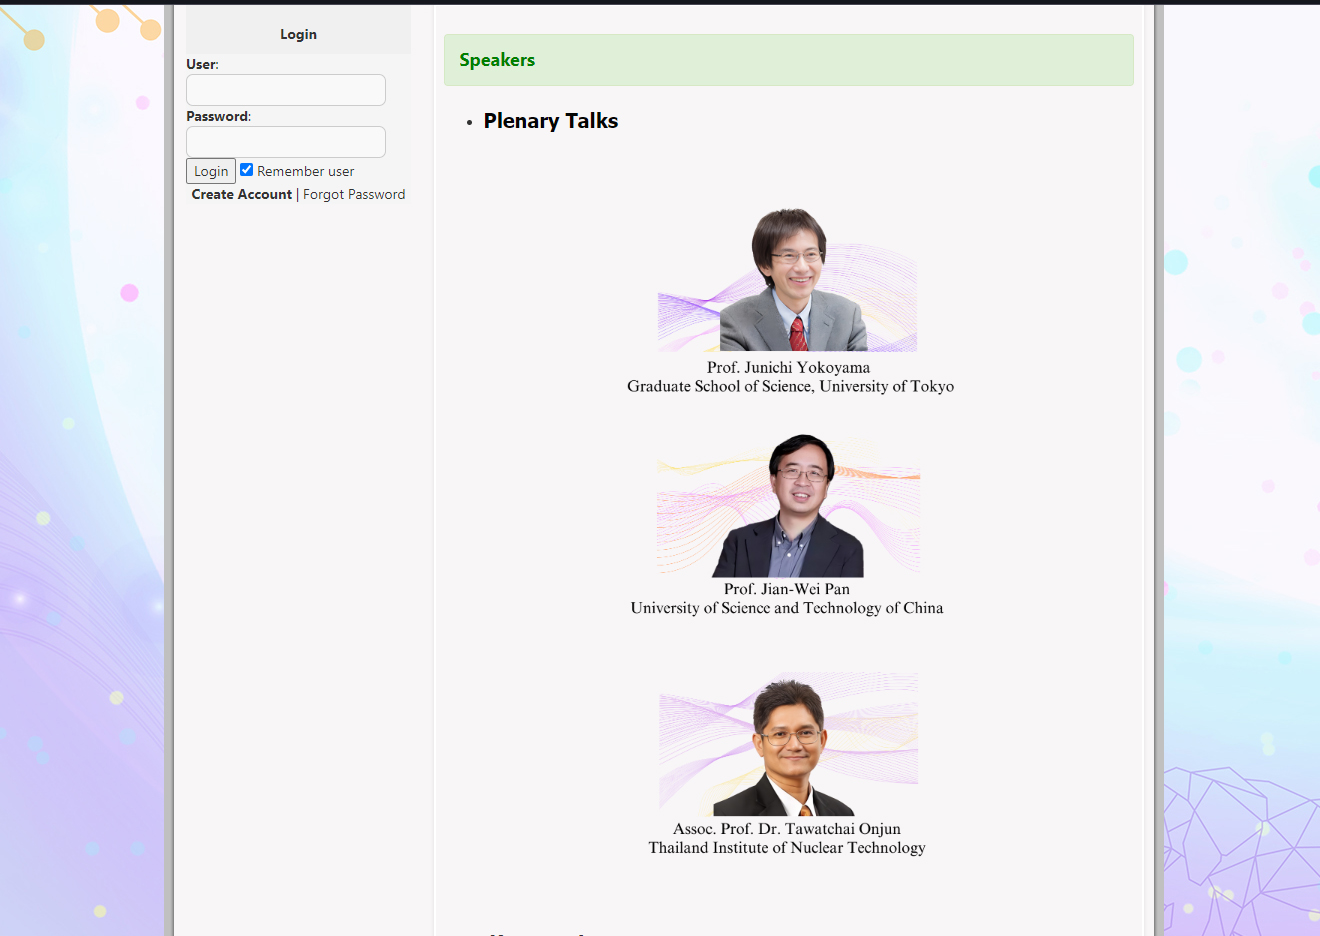 Login
User:
Password:
Login Remember user
Create Account | Forgot Password
Speakers
Plenary Talks
Prof. Junichi Yokoyama
Graduate School of Science, University of Tokyo
Prof. Jian-Wei Pan
University of Science and Technology of China
Assoc. Prof. Dr. Tawatchai Onjun
Thailand Institute of Nuclear Technology